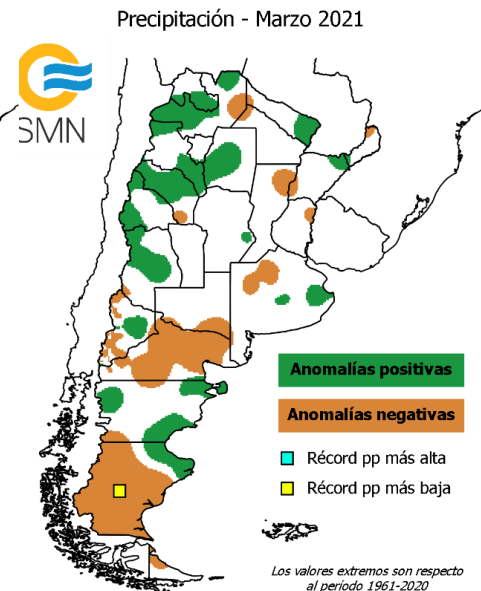 Precipitación - Marzo 2021
SMN
Anomalías positivas
Anomalías negativas
Récord pp más alta
Récord pp más baja
Los valores extremos son respecto
al período 1961-2020